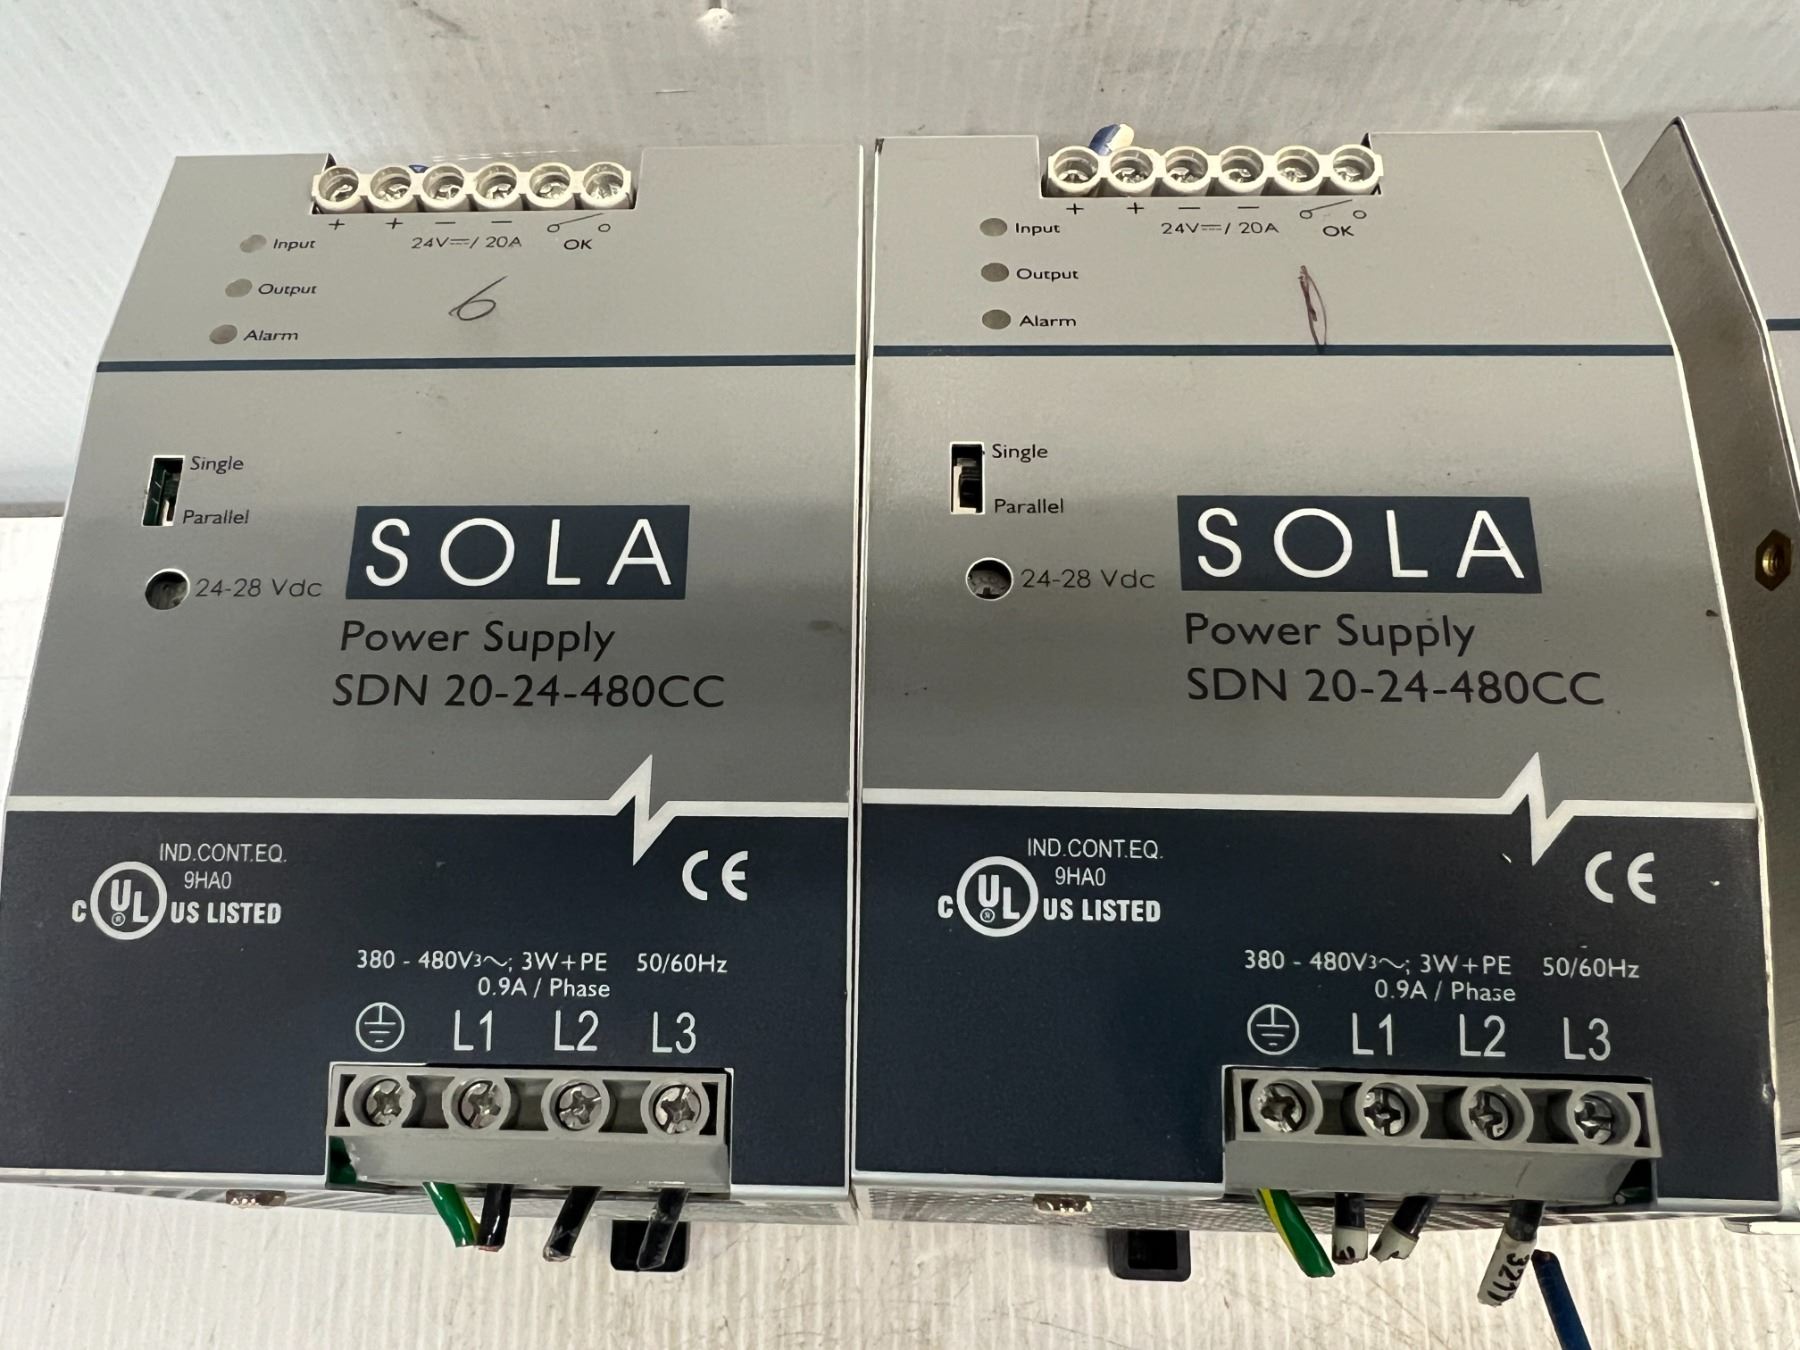 + + — —
Input 24V⎓/ 20A OK
Output
6
Alarm
Single
Parallel
24-28 Vdc
SOLA
Power Supply
SDN 20-24-480CC
IND.CONT.EQ.
9HA0
C UL ® US LISTED
CE
380 - 480V3~; 3W+PE 50/60Hz
0.9A / Phase
L1 L2 L3
+ + — —
Input 24V⎓/ 20A OK
Output
Alarm
Single
Parallel
24-28 Vdc
SOLA
Power Supply
SDN 20-24-480CC
IND.CONT.EQ.
9HA0
C UL ® US LISTED
CE
380 - 480V3~; 3W+PE 50/60Hz
0.9A / Phase
L1 L2 L3